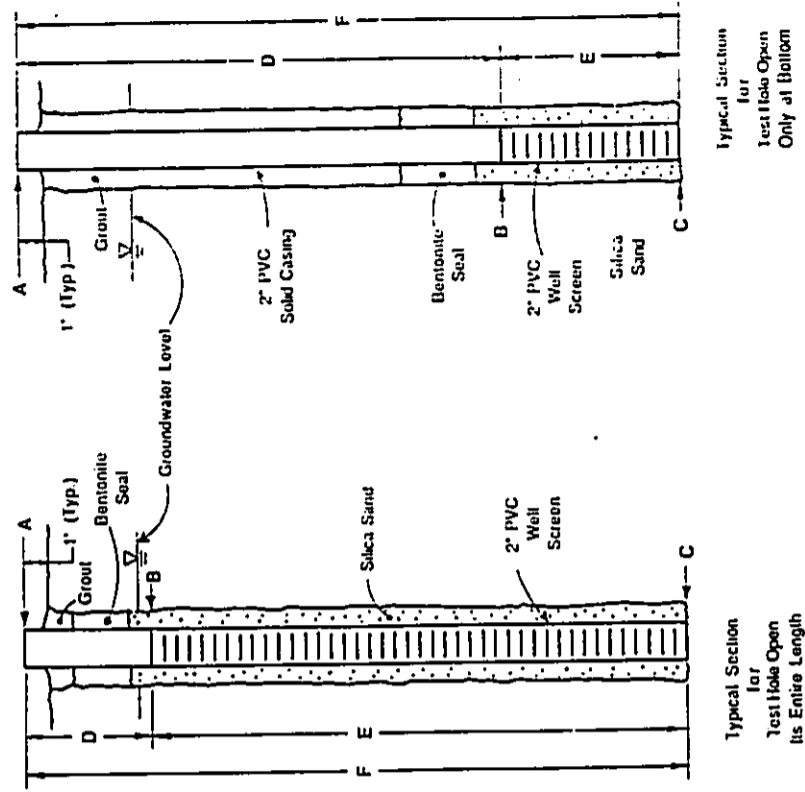 A
1' (Typ.)
Grout
Bentonite
Seal
Groundwater Level
B
Silica Sand
2" PVC
Well
Screen
C
D
E
F
Typical Section
for
Test Hole Open
Its Entire Length
A
1' (Typ.)
Grout
2" PVC
Solid Casing
Bentonite
Seal
B
2" PVC
Well
Screen
Silica
Sand
C
D
E
F
Typical Section
for
Test Hole Open
Only at Bottom